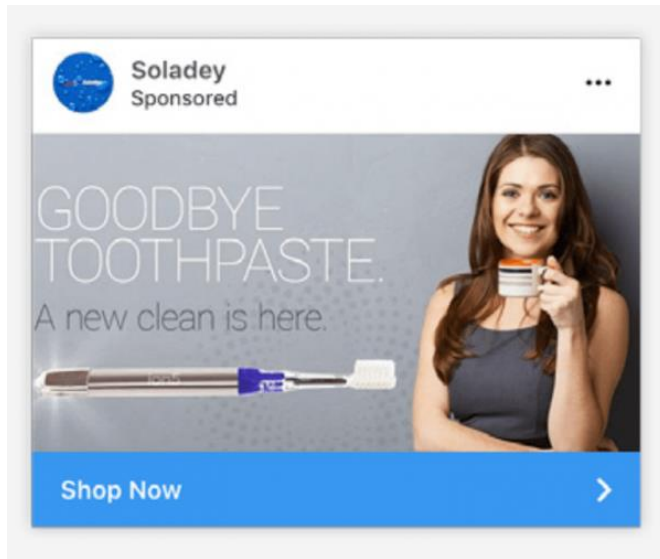 Soladey
Sponsored
GOODBYE
TOOTHPASTE.
A new clean is here.
Shop Now